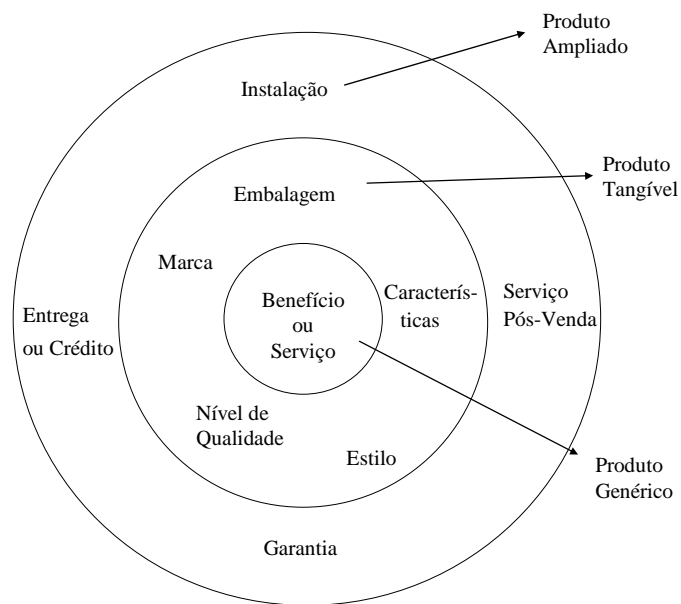 Produto
Ampliado
Instalação
Produto
Tangível
Embalagem
Marca
Benefício
ou
Serviço
Caracterís-
ticas
Serviço
Pós-Venda
Entrega
ou Crédito
Nível de
Qualidade
Estilo
Produto
Genérico
Garantia